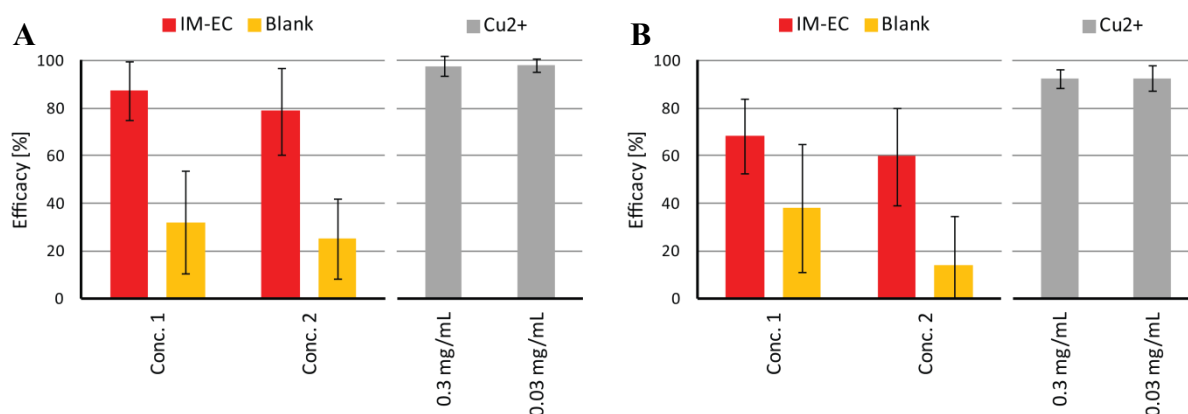 A
IM-EC Blank Cu2+
Efficacy [%]
100
80
60
40
20
0
Conc. 1
Conc. 2
0.3 mg/mL
0.03 mg/mL
B
IM-EC Blank Cu2+
Efficacy [%]
100
80
60
40
20
0
Conc. 1
Conc. 2
0.3 mg/mL
0.03 mg/mL